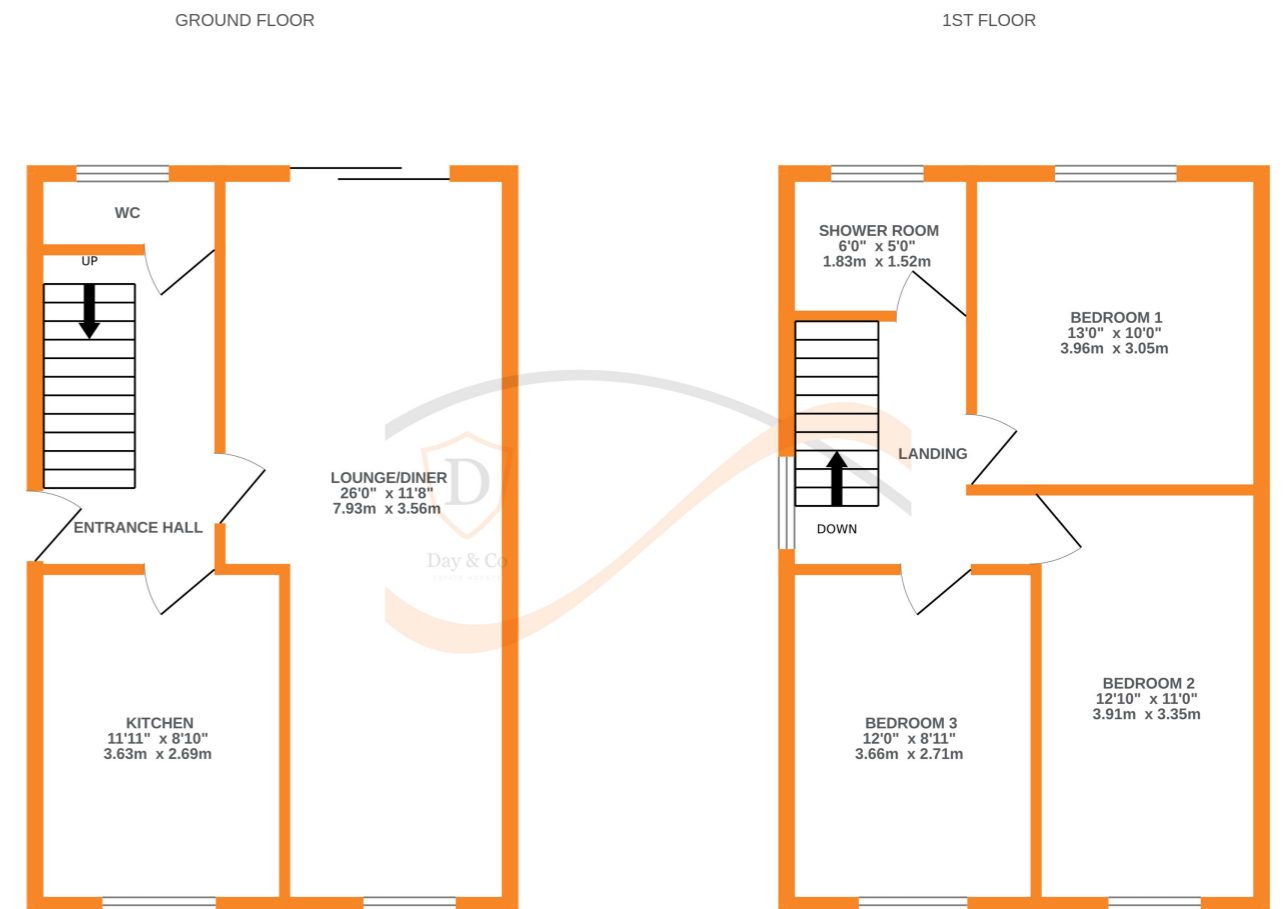 GROUND FLOOR
WC
UP
ENTRANCE HALL
LOUNGE/DINER
26'0" x 11'8"
7.93m x 3.56m
D
Day & Co
KITCHEN
11'11" x 8'10"
3.63m x 2.69m
1ST FLOOR
SHOWER ROOM
6'0" x 5'0"
1.83m x 1.52m
BEDROOM 1
13'0" x 10'0"
3.96m x 3.05m
LANDING
DOWN
BEDROOM 2
12'10" x 11'0"
3.91m x 3.35m
BEDROOM 3
12'0" x 8'11"
3.66m x 2.71m